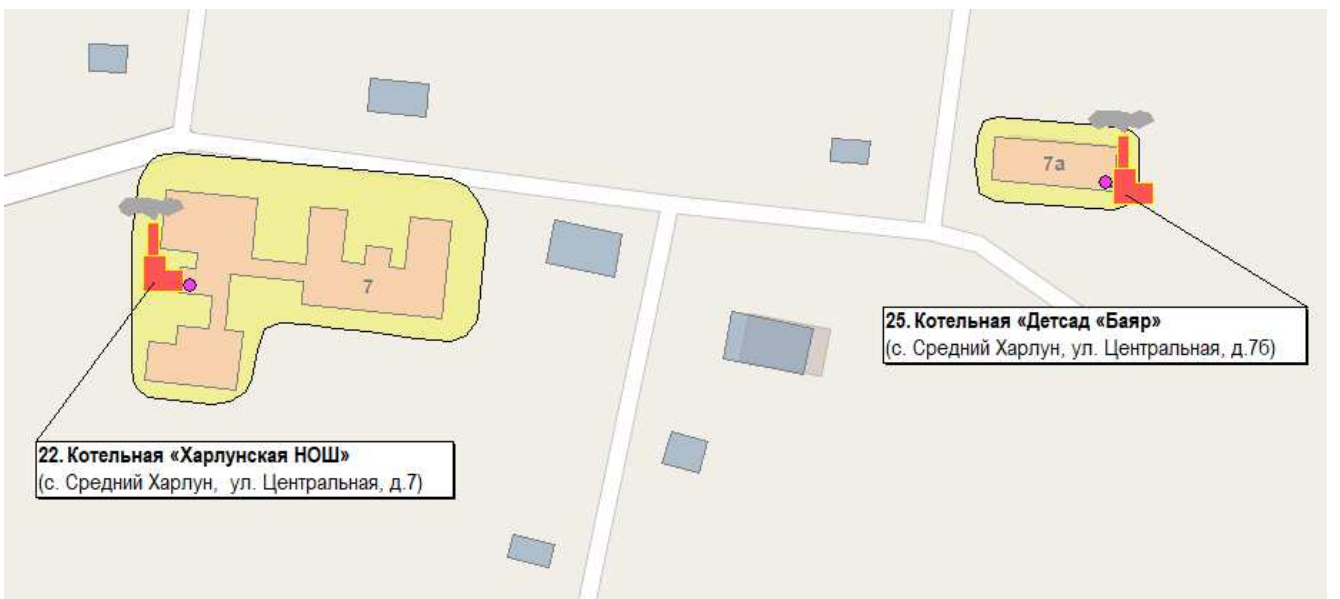 7а
25. Котельная «Детсад «Баяр»
(с. Средний Харлун, ул. Центральная, д.7б)
7
22. Котельная «Харлунская НОШ»
(с. Средний Харлун, ул. Центральная, д.7)